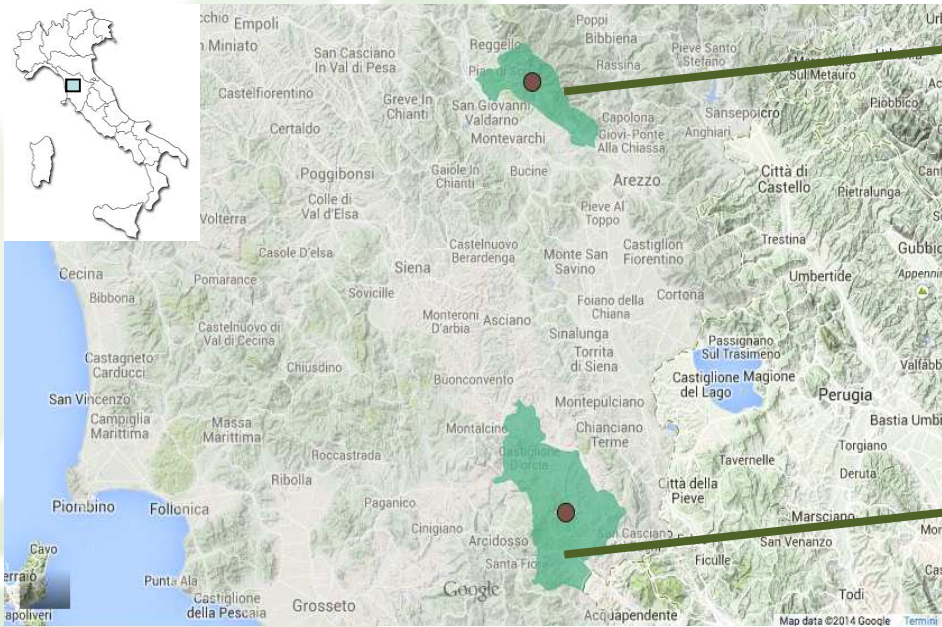 Empoli
Poppi
Bibbiena
San Miniato
San Casciano
In Val di Pesa
Reggello
Rassina
Pieve Santo
Stefano
Sul Metauro
Castelfiorentino
Greve In
Chianti
San Giovanni
Valdarno
Montevarchi
Capolona
Giovi-Ponte
Alla Chiassa
Sansepolcro
Anghiari
Piobbico
Certaldo
Poggibonsi
Gaiole In
Chianti
Bucine
Arezzo
Città di
Castello
Pietralunga
Colle di
Val d'Elsa
Volterra
Pieve Al
Toppo
Trestina
Casole D'elsa
Castelnuovo
Berardenga
Monte San
Savino
Castiglion
Fiorentino
Cecina
Pomarance
Siena
Sovicille
Cortona
Umbertide
Bibbona
Foiano della
Chiana
Monteroni
D'arbia
Asciano
Sinalunga
Castelnuovo di
Val di Cecina
Castagneto
Carducci
Chiusdino
Torrita
di Siena
Passignano
Sul Trasimeno
Castiglione
del Lago
Magione
Buonconvento
San Vincenzo
Campiglia
Marittima
Massa
Marittima
Montalcino
Montepulciano
Chianciano
Terme
Perugia
Roccastrada
Castiglione
D'orcia
Torgiano
Tavernelle
Deruta
Ribolla
Paganico
Città della
Pieve
Piombino
Follonica
Cinigiano
Arcidosso
San Casciano
Marsciano
San Venanzo
Cavo
Ficulle
Punta Ala
Castiglione
della Pescaia
Grosseto
Google
Acquapendente
Todi
Map data ©2014 Google
Termini